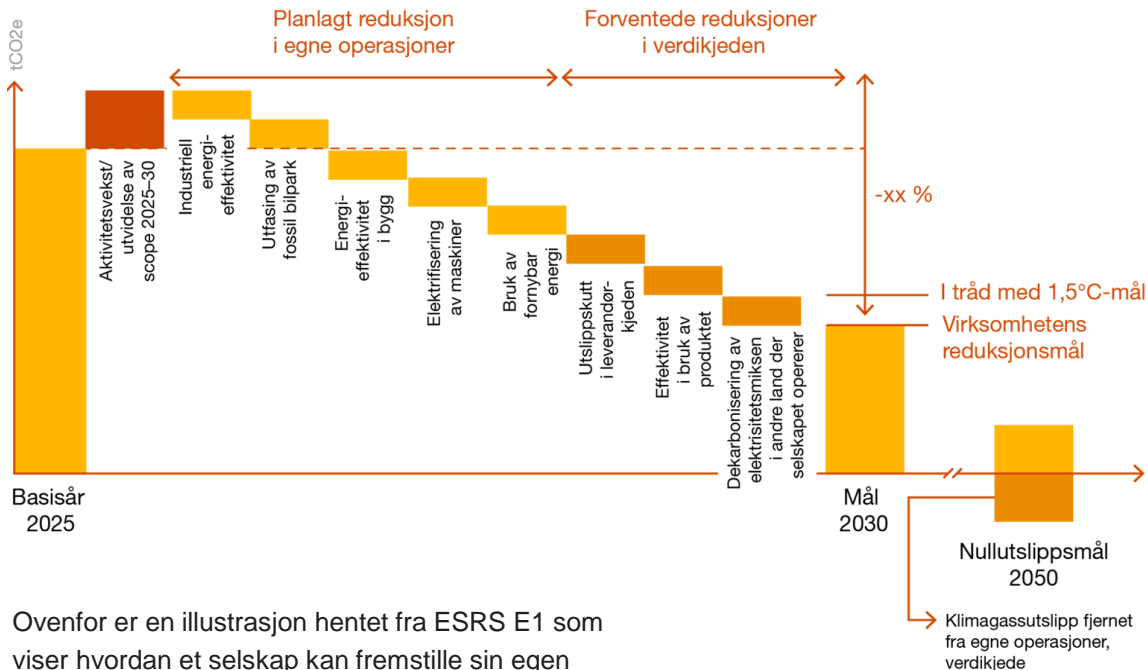 tCO2e
Planlagt reduksjon
i egne operasjoner
Forventede reduksjoner
i verdikjeden
Aktivitetsvekst/
utvidelse av
scope 2025–30
Industriell
energi-
effektivitet
Utfasing av
fossil bilpark
Energi-
effektivitet
i bygg
Elektrifisering
av maskiner
Bruk av
fornybar
energi
Utslippskutt
i leverandør-
kjeden
Effektivitet
i bruk av
produktet
Dekarbonisering av
elektrisitetsmiksen
i andre land der
selskapet opererer
-xx %
I tråd med 1,5°C-mål
Virksomhetens
reduksjonsmål
Basisår
2025
Mål
2030
Nullutslippsmål
2050
Klimagassutslipp fjernet
fra egne operasjoner,
verdikjede
Ovenfor er en illustrasjon hentet fra ESRS E1 som
viser hvordan et selskap kan fremstille sin egen